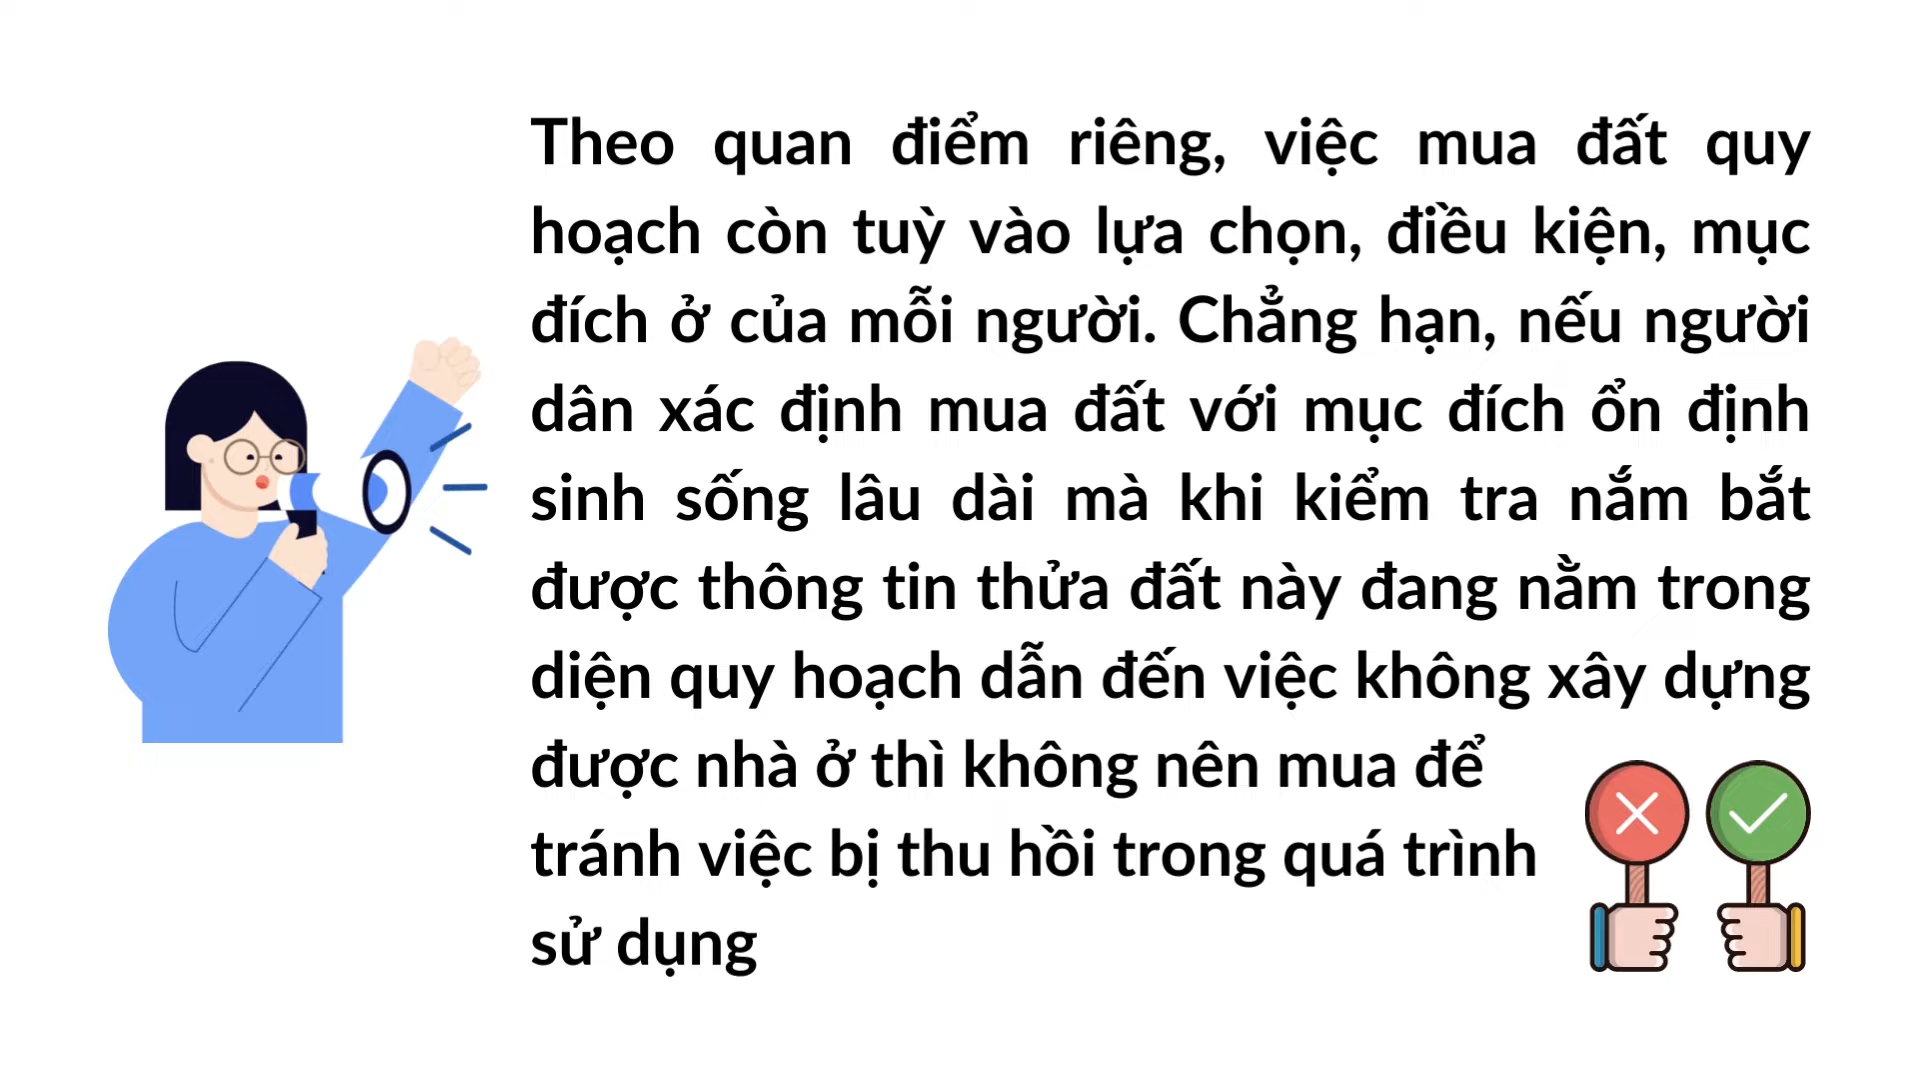 Theo quan điểm riêng, việc mua đất quy
hoạch còn tuỳ vào lựa chọn, điều kiện, mục
đích ở của mỗi người. Chẳng hạn, nếu người
dân xác định mua đất với mục đích ổn định
sinh sống lâu dài mà khi kiểm tra nắm bắt
được thông tin thửa đất này đang nằm trong
diện quy hoạch dẫn đến việc không xây dựng
được nhà ở thì không nên mua để
tránh việc bị thu hồi trong quá trình
sử dụng